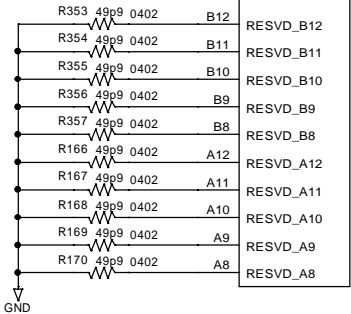 R353 49p9 0402 B12 RESVD_B12
R354 49p9 0402 B11 RESVD_B11
R355 49p9 0402 B10 RESVD_B10
R356 49p9 0402 B9 RESVD_B9
R357 49p9 0402 B8 RESVD_B8
R166 49p9 0402 A12 RESVD_A12
R167 49p9 0402 A11 RESVD_A11
R168 49p9 0402 A10 RESVD_A10
R169 49p9 0402 A9 RESVD_A9
R170 49p9 0402 A8 RESVD_A8
GND